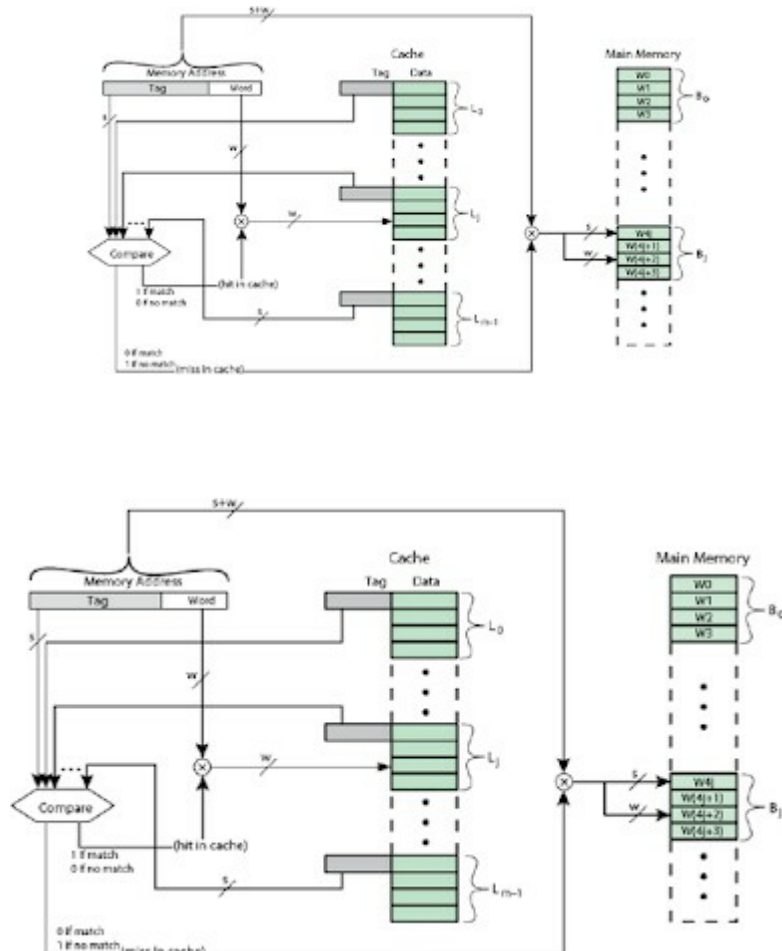 s+w
Cache
Main Memory
Memory Address
Tag Data
Tag Word
W0
W1
W2
W3
B0
L0
s
w
Lj
w
s
W4j
W(4j+1)
W(4j+2)
W(4j+3)
w
Bj
Compare
(hit in cache)
1 if match
0 if no match
s
Lm-1
0 if match
1 if no match (miss in cache)
s+w
Cache
Main Memory
Memory Address
Tag Data
Tag Word
W0
W1
W2
W3
B0
L0
s
w
Lj
w
s
W4j
W(4j+1)
W(4j+2)
W(4j+3)
w
Bj
Compare
(hit in cache)
1 if match
0 if no match
s
Lm-1
0 if match
1 if no match (miss in cache)